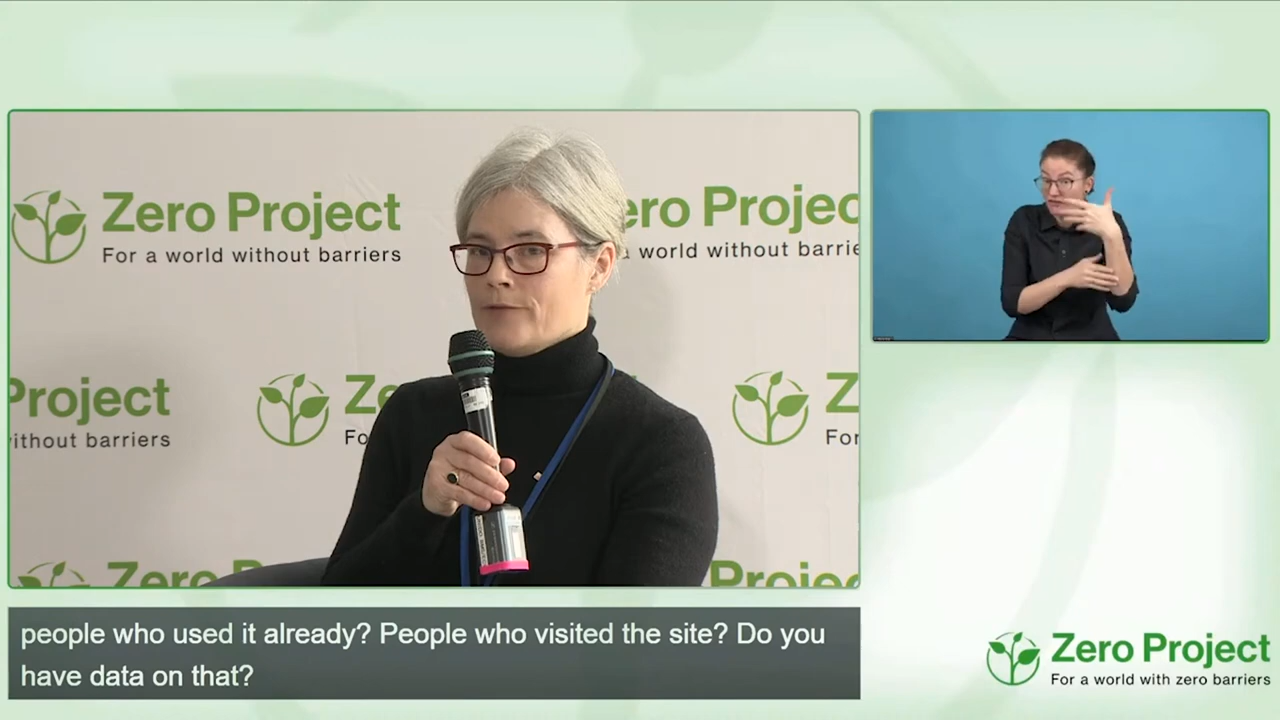 Zero Project
For a world without barriers
ero Projec
world without barrie
Project
ithout barriers
Ze
Fo
Z
For
Zero
Project
people who used it already? People who visited the site? Do you
have data on that?
Zero Project
For a world with zero barriers